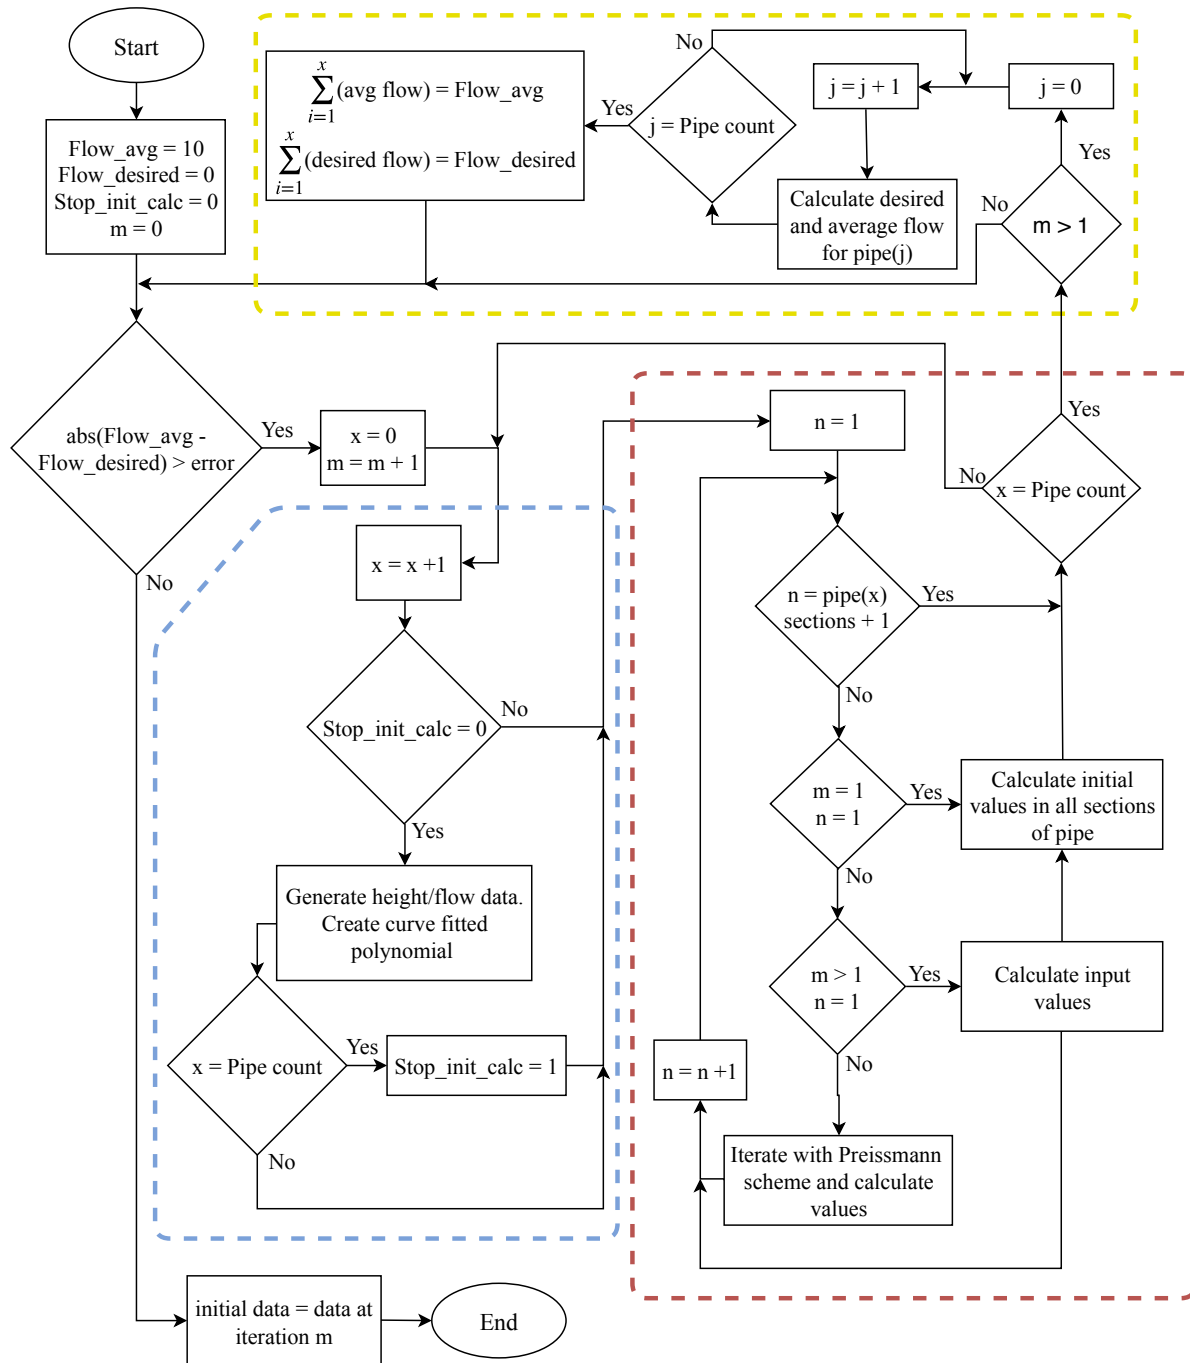 Start
Flow_avg = 10
Flow_desired = 0
Stop_init_calc = 0
m = 0
x
∑(avg flow) = Flow_avg
i=1
x
∑(desired flow) = Flow_desired
i=1
Yes
No
j = Pipe count
j = j + 1
j = 0
Yes
Calculate desired
and average flow
for pipe(j)
No
m > 1
abs(Flow_avg -
Flow_desired) > error
Yes
No
x = 0
m = m + 1
x = x +1
Stop_init_calc = 0
No
Yes
Generate height/flow data.
Create curve fitted
polynomial
x = Pipe count
Yes
No
Stop_init_calc = 1
n = 1
Yes
No
x = Pipe count
n = pipe(x)
sections + 1
Yes
No
m = 1
n = 1
Yes
No
Calculate initial
values in all sections
of pipe
m > 1
n = 1
Yes
No
Calculate input
values
n = n +1
Iterate with Preissmann
scheme and calculate
values
initial data = data at
iteration m
End